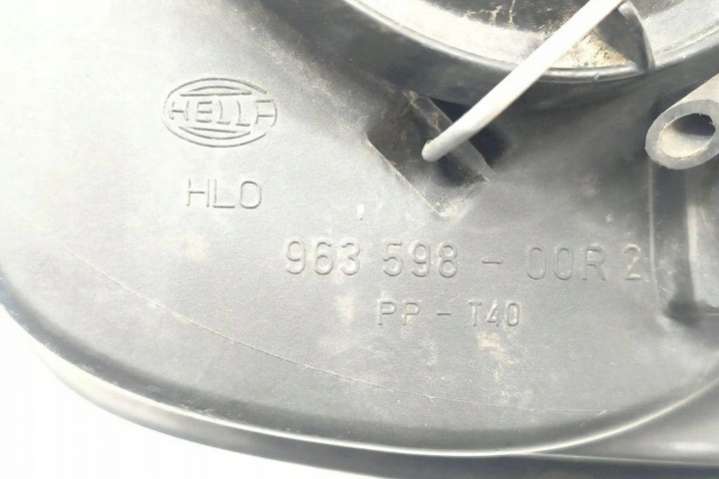 HELLA
HLO
963 598 - 00R 2
PP - T40